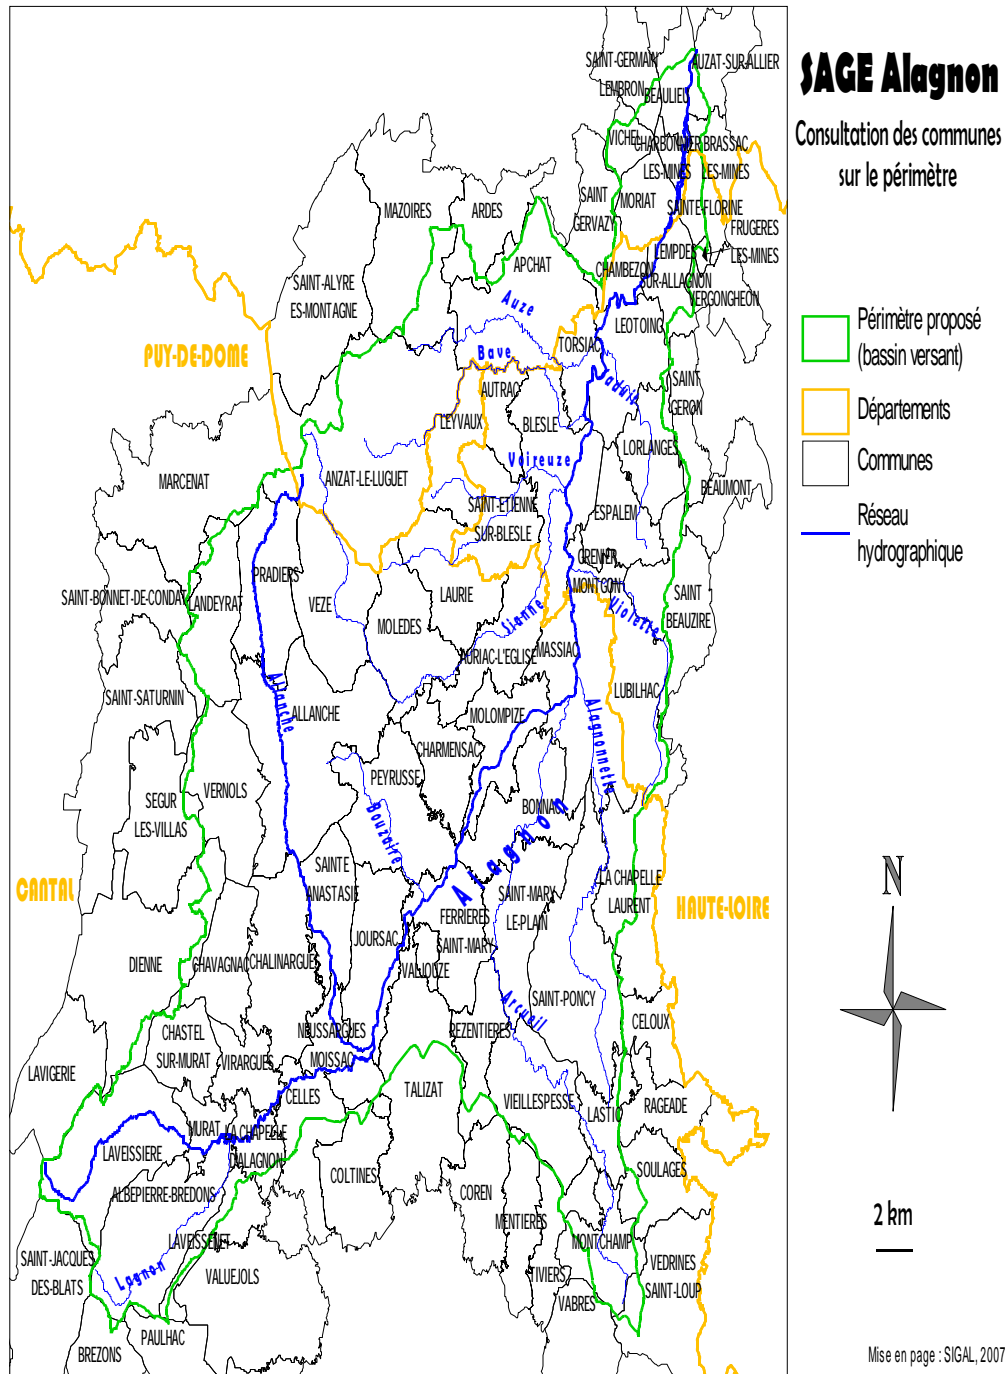 SAGE Alagnon
Consultation des communes
sur le périmètre
Périmètre proposé
(bassin versant)
Départements
Communes
Réseau
hydrographique
N
2 km
Mise en page : SIGAL, 2007
PUY-DE-DOME
CANTAL
HAUTE-LOIRE
SAINT-GERMAIN
LEMBRON
AUZAT-SUR-ALLIER
BEAULIEU
VICHEL
CHARBONNIER
LES-MINES
BRASSAC
LES-MINES
MAZOIRES
ARDES
SAINT
GERVAZY
MORIAT
SAINTE-FLORINE
FRUGERES
LES-MINES
APCHAT
CHAMBEZON
LEMPDES
SUR-ALLAGNON
VERGONGHEON
SAINT-ALYRE
ES-MONTAGNE
Auze
LEOTOING
TORSIAC
Bave
AUTRAC
SAINT
GERON
LEYVAUX
BLESLE
LORLANGES
Voireuze
MARCENAT
ANZAT-LE-LUGUET
BEAUMONT
SAINT-ETIENNE
SUR-BLESLE
ESPALEM
GRENIER
MONTGON
PRADIERS
SAINT-BONNET-DE-CONDAT
LANDEYRAT
VEZE
LAURIE
SAINT
BEAUZIRE
Sianne
Violette
MOLEDES
AURIAC-L'EGLISE
MASSIAC
SAINT-SATURNIN
LUBILHAC
Allanche
ALLANCHE
MOLOMPIZE
Alagnonnette
CHARMENSAC
PEYRUSSE
VERNOLS
SEGUR
LES-VILLAS
BONNAC
Bouzaire
Alagnon
SAINTE
ANASTASIE
SAINT-MARY
LE-PLAIN
LA CHAPELLE
LAURENT
FERRIERES
SAINT-MARY
JOURSAC
DIENNE
CHAVAGNAC
CHALINARGUES
VALJOUZE
SAINT-PONCY
Arcueil
CELOUX
CHASTEL
SUR-MURAT
NEUSSARGUES
MOISSAC
REZENTIERES
VIRARGUES
LAVIGERIE
CELLES
TALIZAT
VIEILLESPESSE
LASTIC
RAGEADE
MURAT
LA CHAPELLE
D'ALAGNON
LAVEISSIERE
COLTINES
SOULAGES
ALBEPIERRE-BREDONS
COREN
MENTIERES
LAVEISSENET
MONTCHAMP
SAINT-JACQUES
DES-BLATS
Lagnon
VALUEJOLS
VEDRINES
SAINT-LOUP
TIVIERS
VABRES
PAULHAC
BREZONS